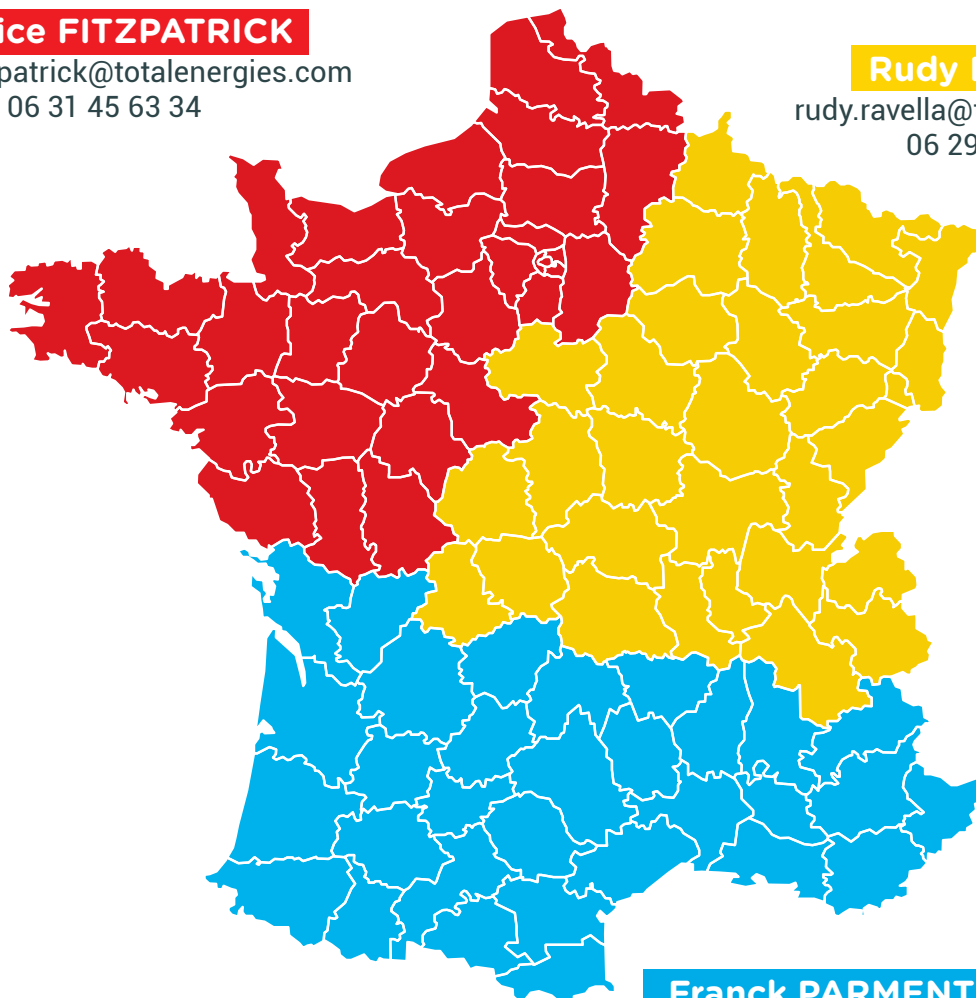 ice FITZPATRICK
patrick@totalenergies.com
06 31 45 63 34
Rudy
rudy.ravella@
06 29
Franck PARMENT